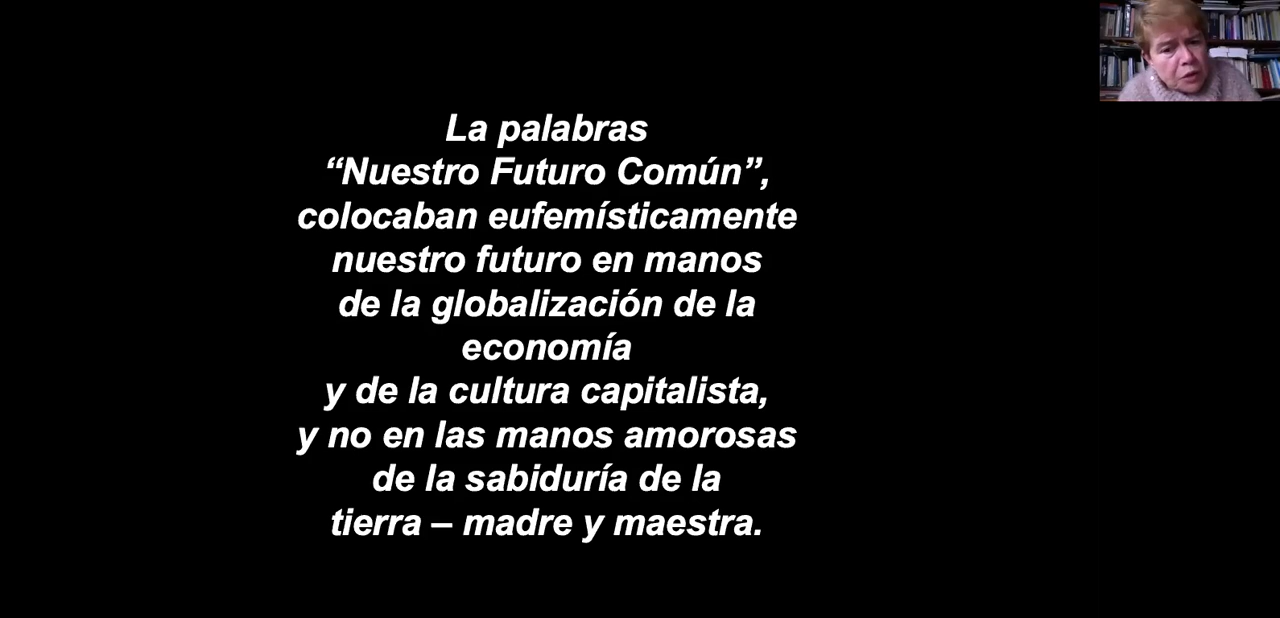 La palabras
“Nuestro Futuro Común”,
colocaban eufemísticamente
nuestro futuro en manos
de la globalización de la
economía
y de la cultura capitalista,
y no en las manos amorosas
de la sabiduría de la
tierra – madre y maestra.